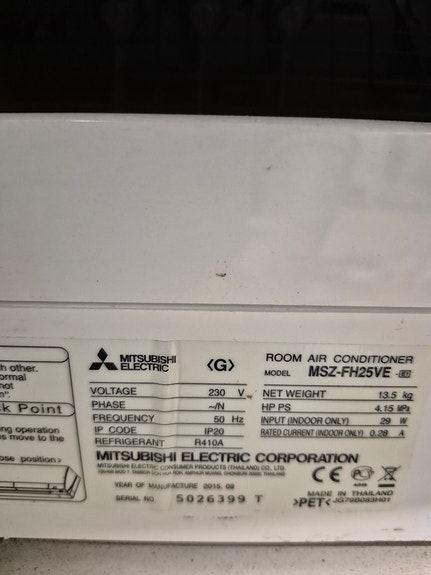 h other.
ormal
not
n".
k Point
ng operation
s move to the
ose position>
MITSUBISHI
ELECTRIC
<G>
VOLTAGE 230 V
PHASE ~/N
FREQUENCY 50 Hz
IP CODE IP20
REFRIGERANT R410A
ROOM AIR CONDITIONER
MODEL MSZ-FH25VE -E1
NET WEIGHT 13.5 kg
HP PS 4.15 MPa
INPUT (INDOOR ONLY) 29 W
RATED CURRENT (INDOOR ONLY) 0.28 A
MITSUBISHI ELECTRIC CORPORATION
MITSUBISHI ELECTRIC CONSUMER PRODUCTS (THAILAND) CO., LTD.
YEAR OF MANUFACTURE 2015. 09
SERIAL NO. 5026399 T
CE
MADE IN THAILAND
>PET< JG79B083H01